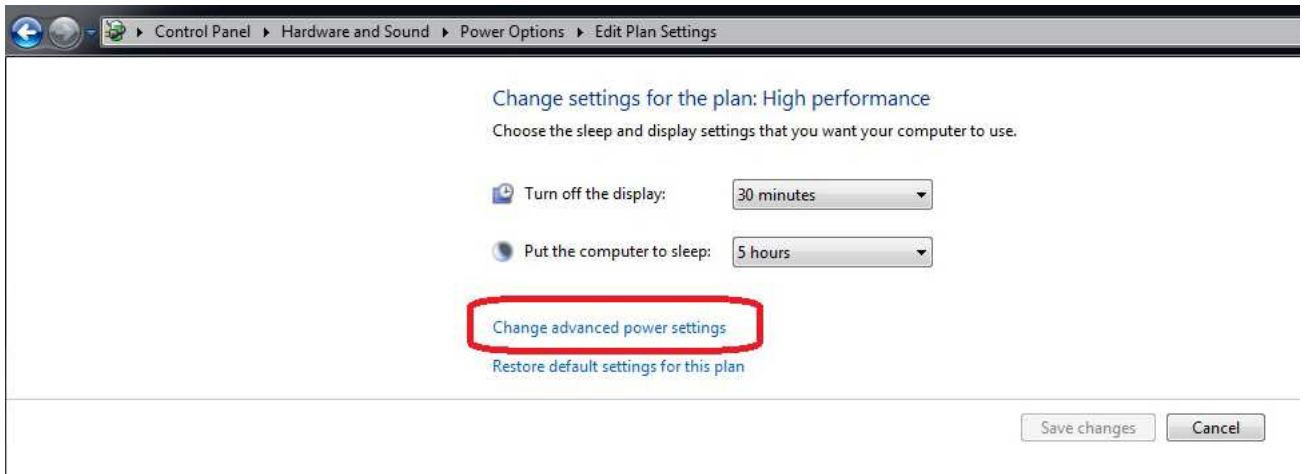 Control Panel ▸ Hardware and Sound ▸ Power Options ▸ Edit Plan Settings
Change settings for the plan: High performance
Choose the sleep and display settings that you want your computer to use.
Turn off the display: 30 minutes
Put the computer to sleep: 5 hours
Change advanced power settings
Restore default settings for this plan
Save changes Cancel